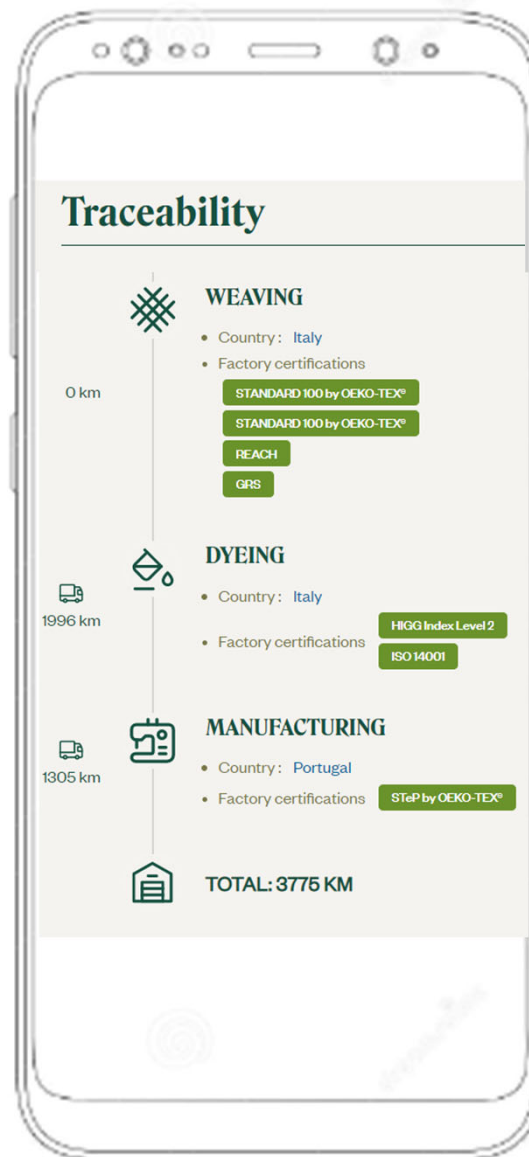 Traceability
WEAVING
• Country: Italy
• Factory certifications
0 km
STANDARD 100 by OEKO-TEX®
STANDARD 100 by OEKO-TEX®
REACH
GRS
DYEING
• Country: Italy
1996 km
• Factory certifications
HIGG Index Level 2
ISO 14001
MANUFACTURING
• Country: Portugal
1305 km
• Factory certifications STeP by OEKO-TEX®
TOTAL: 3775 KM